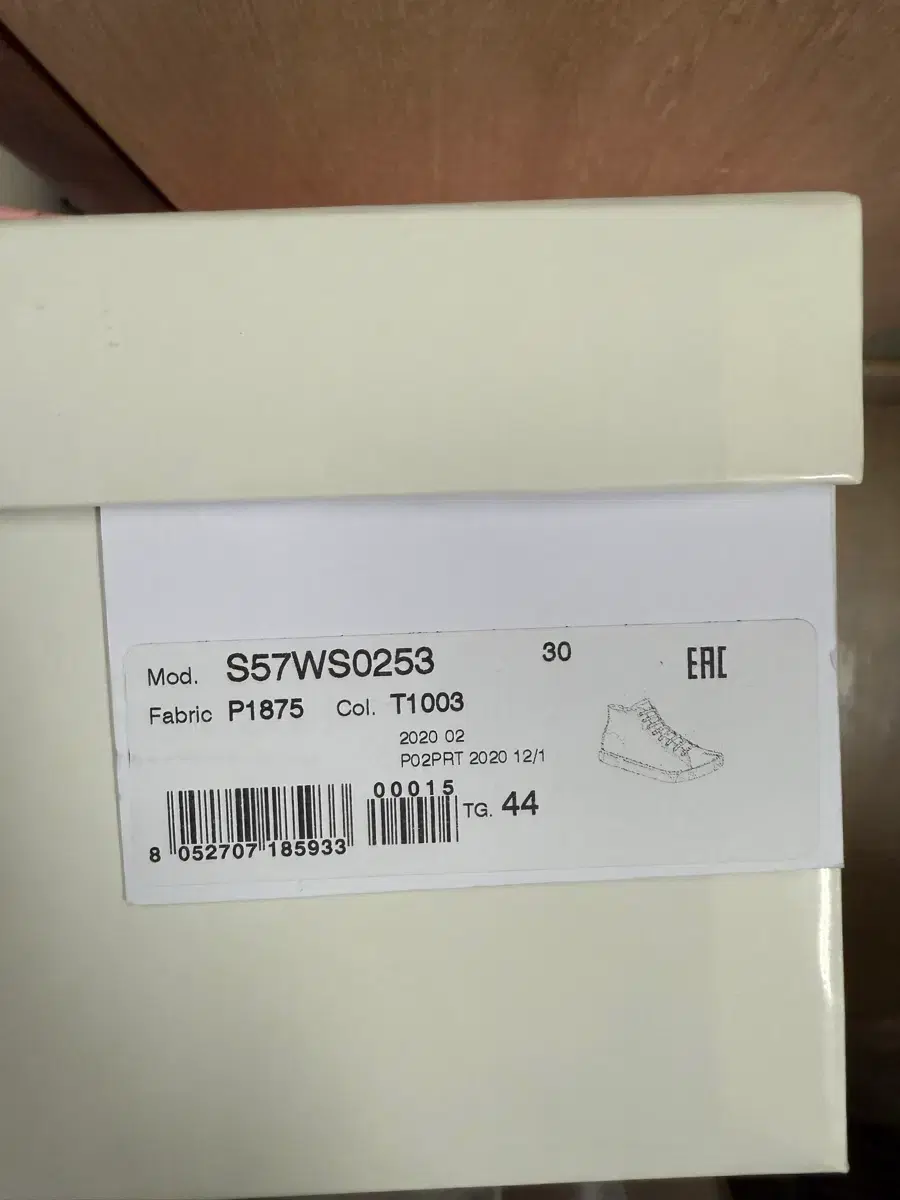 Mod. S57WS0253 30 EAC
Fabric P1875 Col. T1003
2020 02
P02PRT 2020 12/1
00015
TG. 44
8 052707 185933